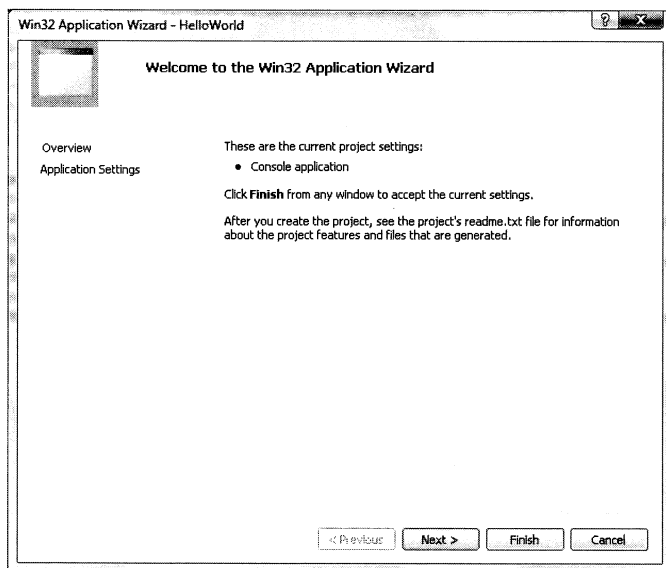 Win32 Application Wizard - HelloWorld
Welcome to the Win32 Application Wizard
Overview
Application Settings
These are the current project settings:
• Console application
Click Finish from any window to accept the current settings.
After you create the project, see the project's readme.txt file for information
about the project features and files that are generated.
< Previous
Next >
Finish
Cancel